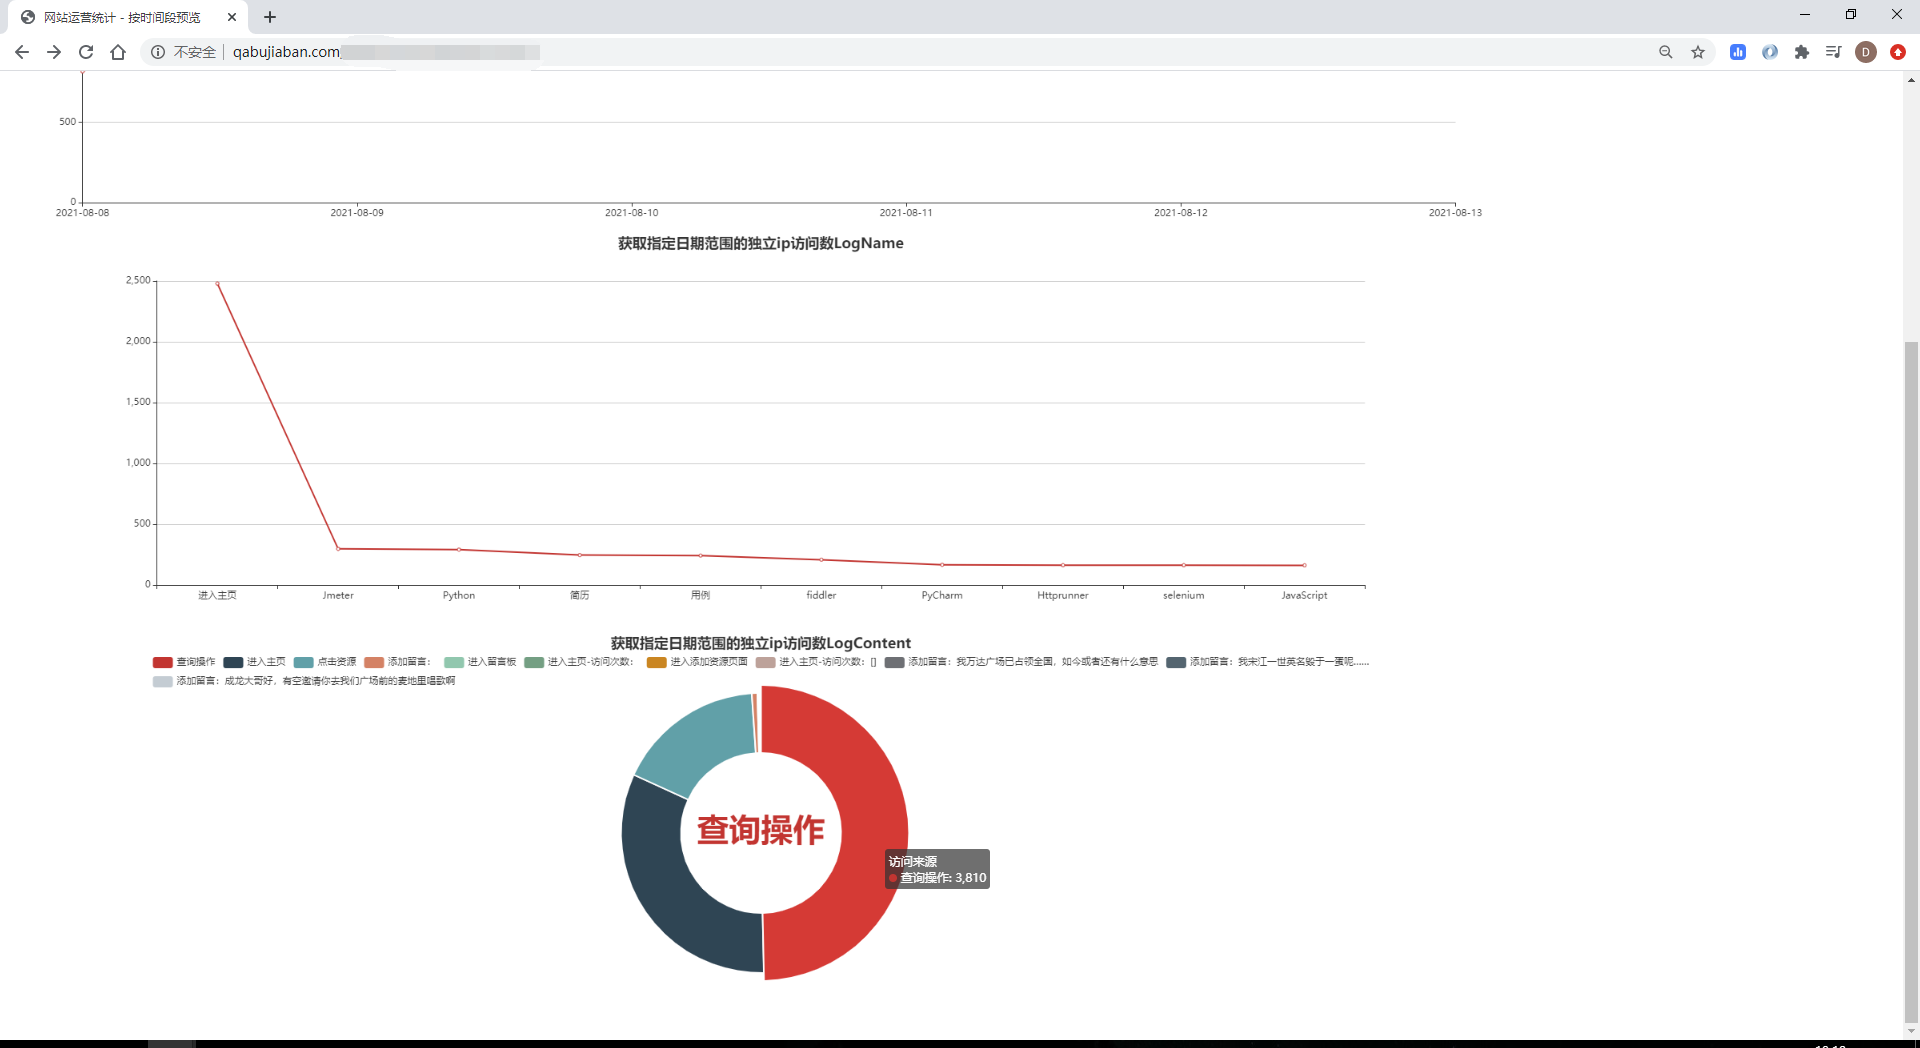 网站运营统计 - 按时间段预览
不安全 | qabujiaban.com
D
500
0
2021-08-08 2021-08-09 2021-08-10 2021-08-11 2021-08-12 2021-08-13
获取指定日期范围的独立ip访问数LogName
2,500
2,000
1,500
1,000
500
0
进入主页 Jmeter Python 简历 用例 fiddler PyCharm Httprunner selenium JavaScript
获取指定日期范围的独立ip访问数LogContent
查询操作 进入主页 点击资源 添加留言： 进入留言板 进入主页-访问次数： 进入添加资源页面 进入主页-访问次数：[] 添加留言：我万达广场已占领全国，如今或者还有什么意思 添加留言：我宋江一世英名毁于一蛋呢......
添加留言：成龙大哥好，有空邀请你去我们广场前的麦地里唱歌啊
查询操作
访问来源
查询操作: 3,810